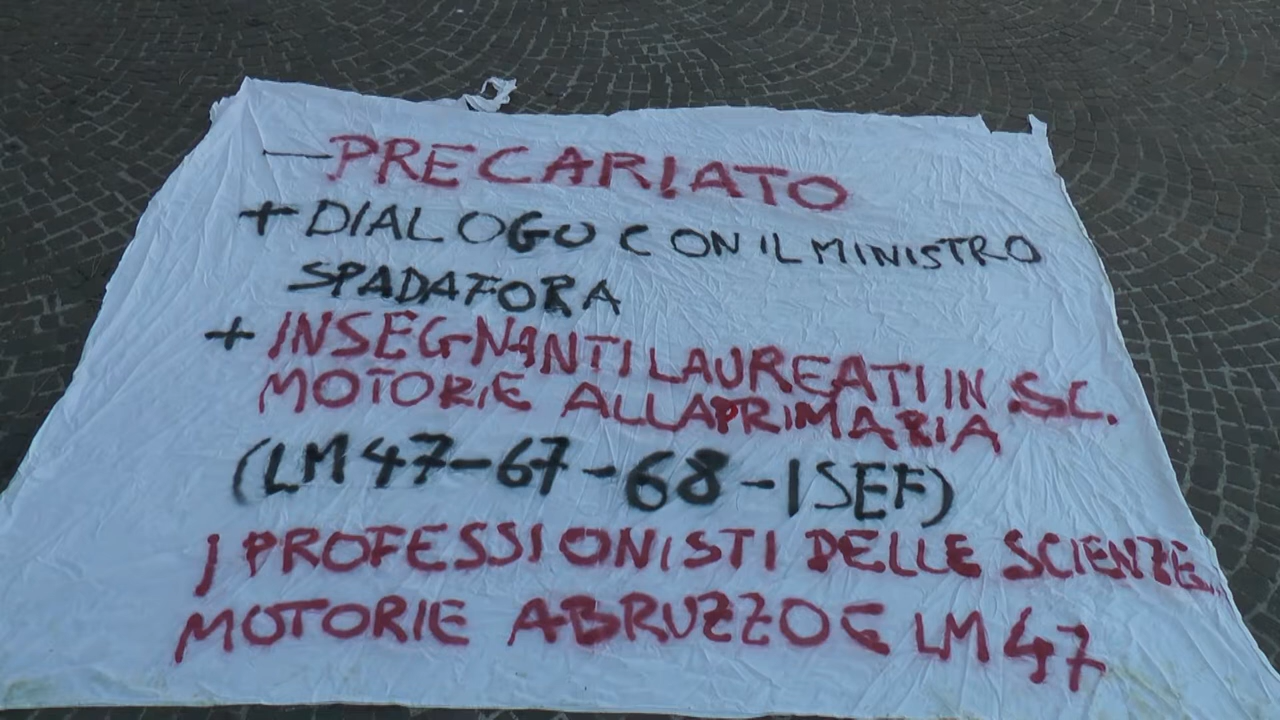 — PRECARIATO
+ DIALOGO CON IL MINISTRO
SPADAFORA
+ INSEGNANTI LAUREATI IN SC.
MOTORIE ALLA PRIMARIA
(LM47-67-68-ISEF)
I PROFESSIONISTI DELLE SCIENZE
MOTORIE ABRUZZO E LM47